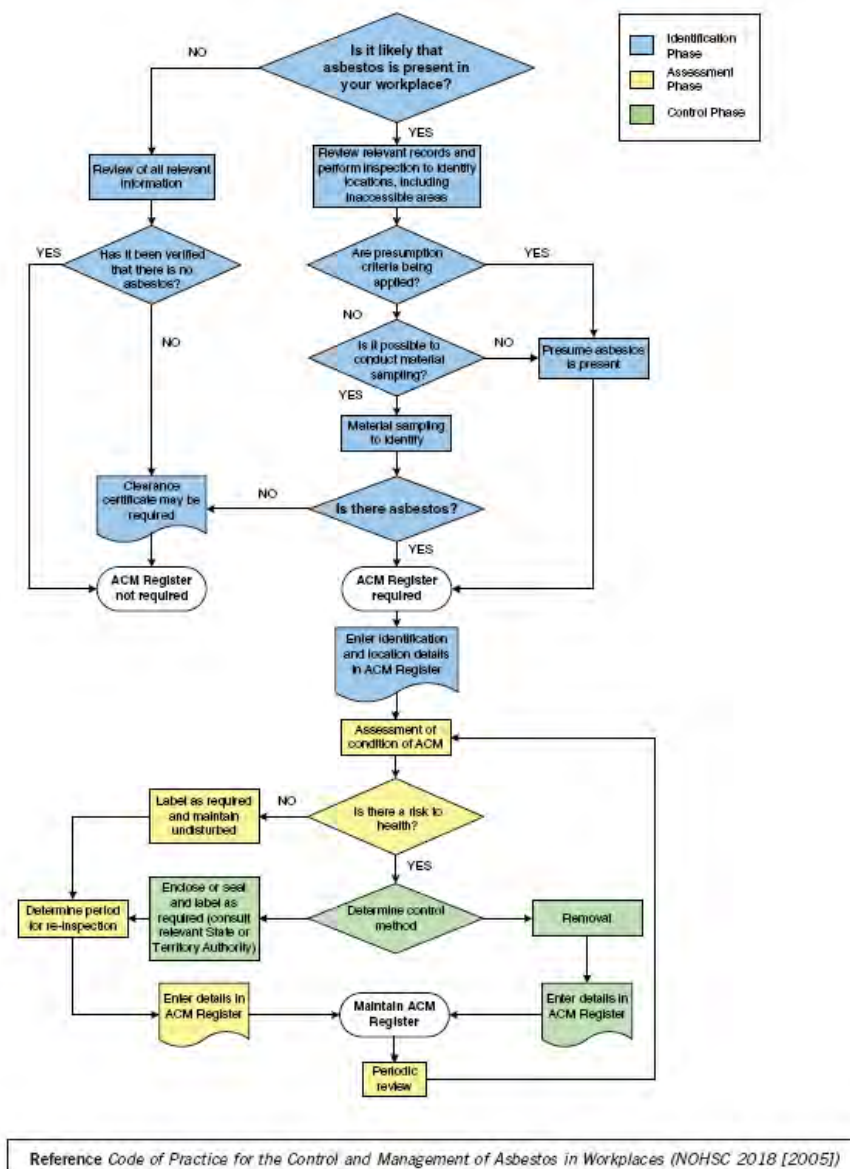 Is it likely that
asbestos is present in
your workplace?
NO
YES
Identification
Phase
Assessment
Phase
Control Phase
Review of all relevant
information
Review relevant records and
perform inspection to identify
locations, including
inaccessible areas
YES
Has it been verified
that there is no
asbestos?
NO
Are presumption
criteria being
applied?
YES
NO
Is it possible to
conduct material
sampling?
NO
YES
Presume asbestos
is present
Material sampling
to identify
Clearance
certificate may be
required
NO
Is there asbestos?
YES
ACM Register
not required
ACM Register
required
Enter identification
and location details
in ACM Register
Assessment of
condition of ACM
Label as required
and maintain
undisturbed
NO
Is there a risk to
health?
YES
Determine period
for re-inspection
Enclose or seal
and label as
required (consult
relevant State or
Territory Authority)
Determine control
method
Removal
Enter details in
ACM Register
Maintain ACM
Register
Enter details in
ACM Register
Periodic
review
Reference Code of Practice for the Control and Management of Asbestos in Workplaces (NOHSC 2018 [2005])